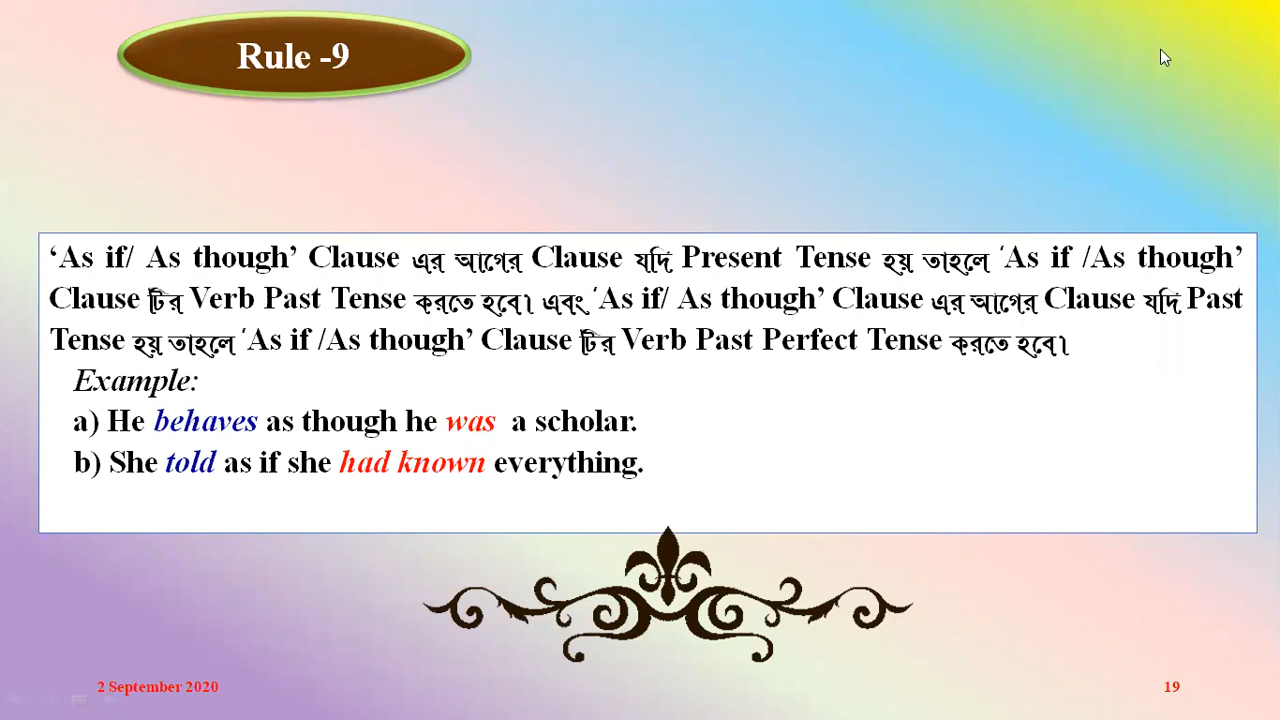 Rule -9
‘As if/ As though’ Clause এর আগের Clause যদি Present Tense হয় তাহলে ‘As if /As though’
Clause টির Verb Past Tense করতে হবে। এবং ‘As if/ As though’ Clause এর আগের Clause যদি Past
Tense হয় তাহলে ‘As if /As though’ Clause টির Verb Past Perfect Tense করতে হবে।
Example:
a) He behaves as though he was a scholar.
b) She told as if she had known everything.
2 September 2020
19